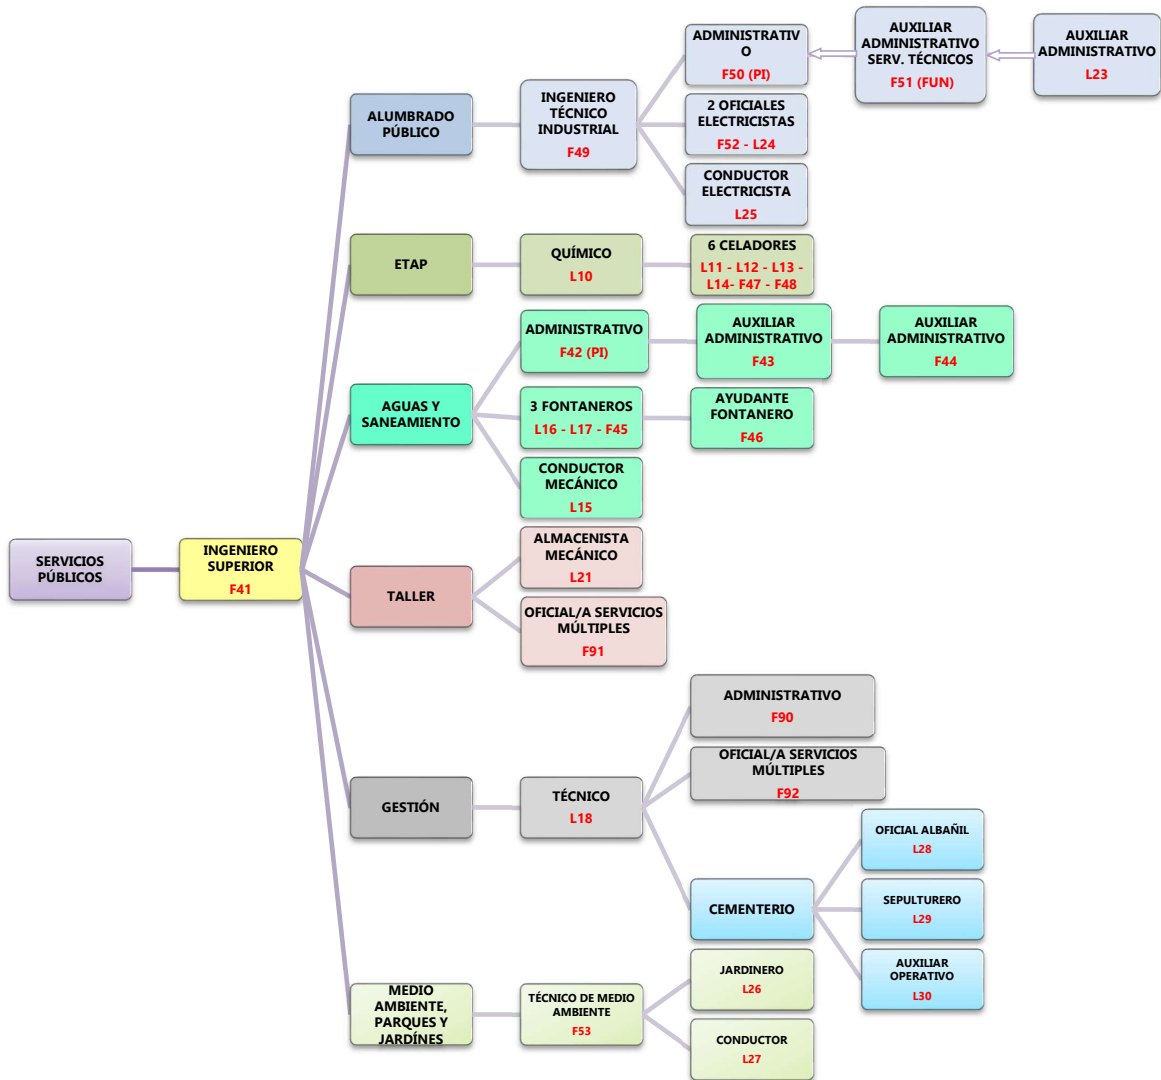 SERVICIOS
PÚBLICOS
INGENIERO
SUPERIOR
F41
ALUMBRADO
PÚBLICO
INGENIERO
TÉCNICO
INDUSTRIAL
F49
ADMINISTRATIV
O
F50 (PI)
AUXILIAR
ADMINISTRATIVO
SERV. TÉCNICOS
F51 (FUN)
AUXILIAR
ADMINISTRATIVO
L23
2 OFICIALES
ELECTRICISTAS
F52 - L24
CONDUCTOR
ELECTRICISTA
L25
ETAP
QUÍMICO
L10
6 CELADORES
L11 - L12 - L13 -
L14- F47 - F48
AGUAS Y
SANEAMIENTO
ADMINISTRATIVO
F42 (PI)
AUXILIAR
ADMINISTRATIVO
F43
AUXILIAR
ADMINISTRATIVO
F44
3 FONTANEROS
L16 - L17 - F45
AYUDANTE
FONTANERO
F46
CONDUCTOR
MECÁNICO
L15
TALLER
ALMACENISTA
MECÁNICO
L21
OFICIAL/A SERVICIOS
MÚLTIPLES
F91
GESTIÓN
TÉCNICO
L18
ADMINISTRATIVO
F90
OFICIAL/A SERVICIOS
MÚLTIPLES
F92
CEMENTERIO
OFICIAL ALBAÑIL
L28
SEPULTURERO
L29
AUXILIAR
OPERATIVO
L30
MEDIO
AMBIENTE,
PARQUES Y
JARDÍNES
TÉCNICO DE MEDIO
AMBIENTE
F53
JARDINERO
L26
CONDUCTOR
L27